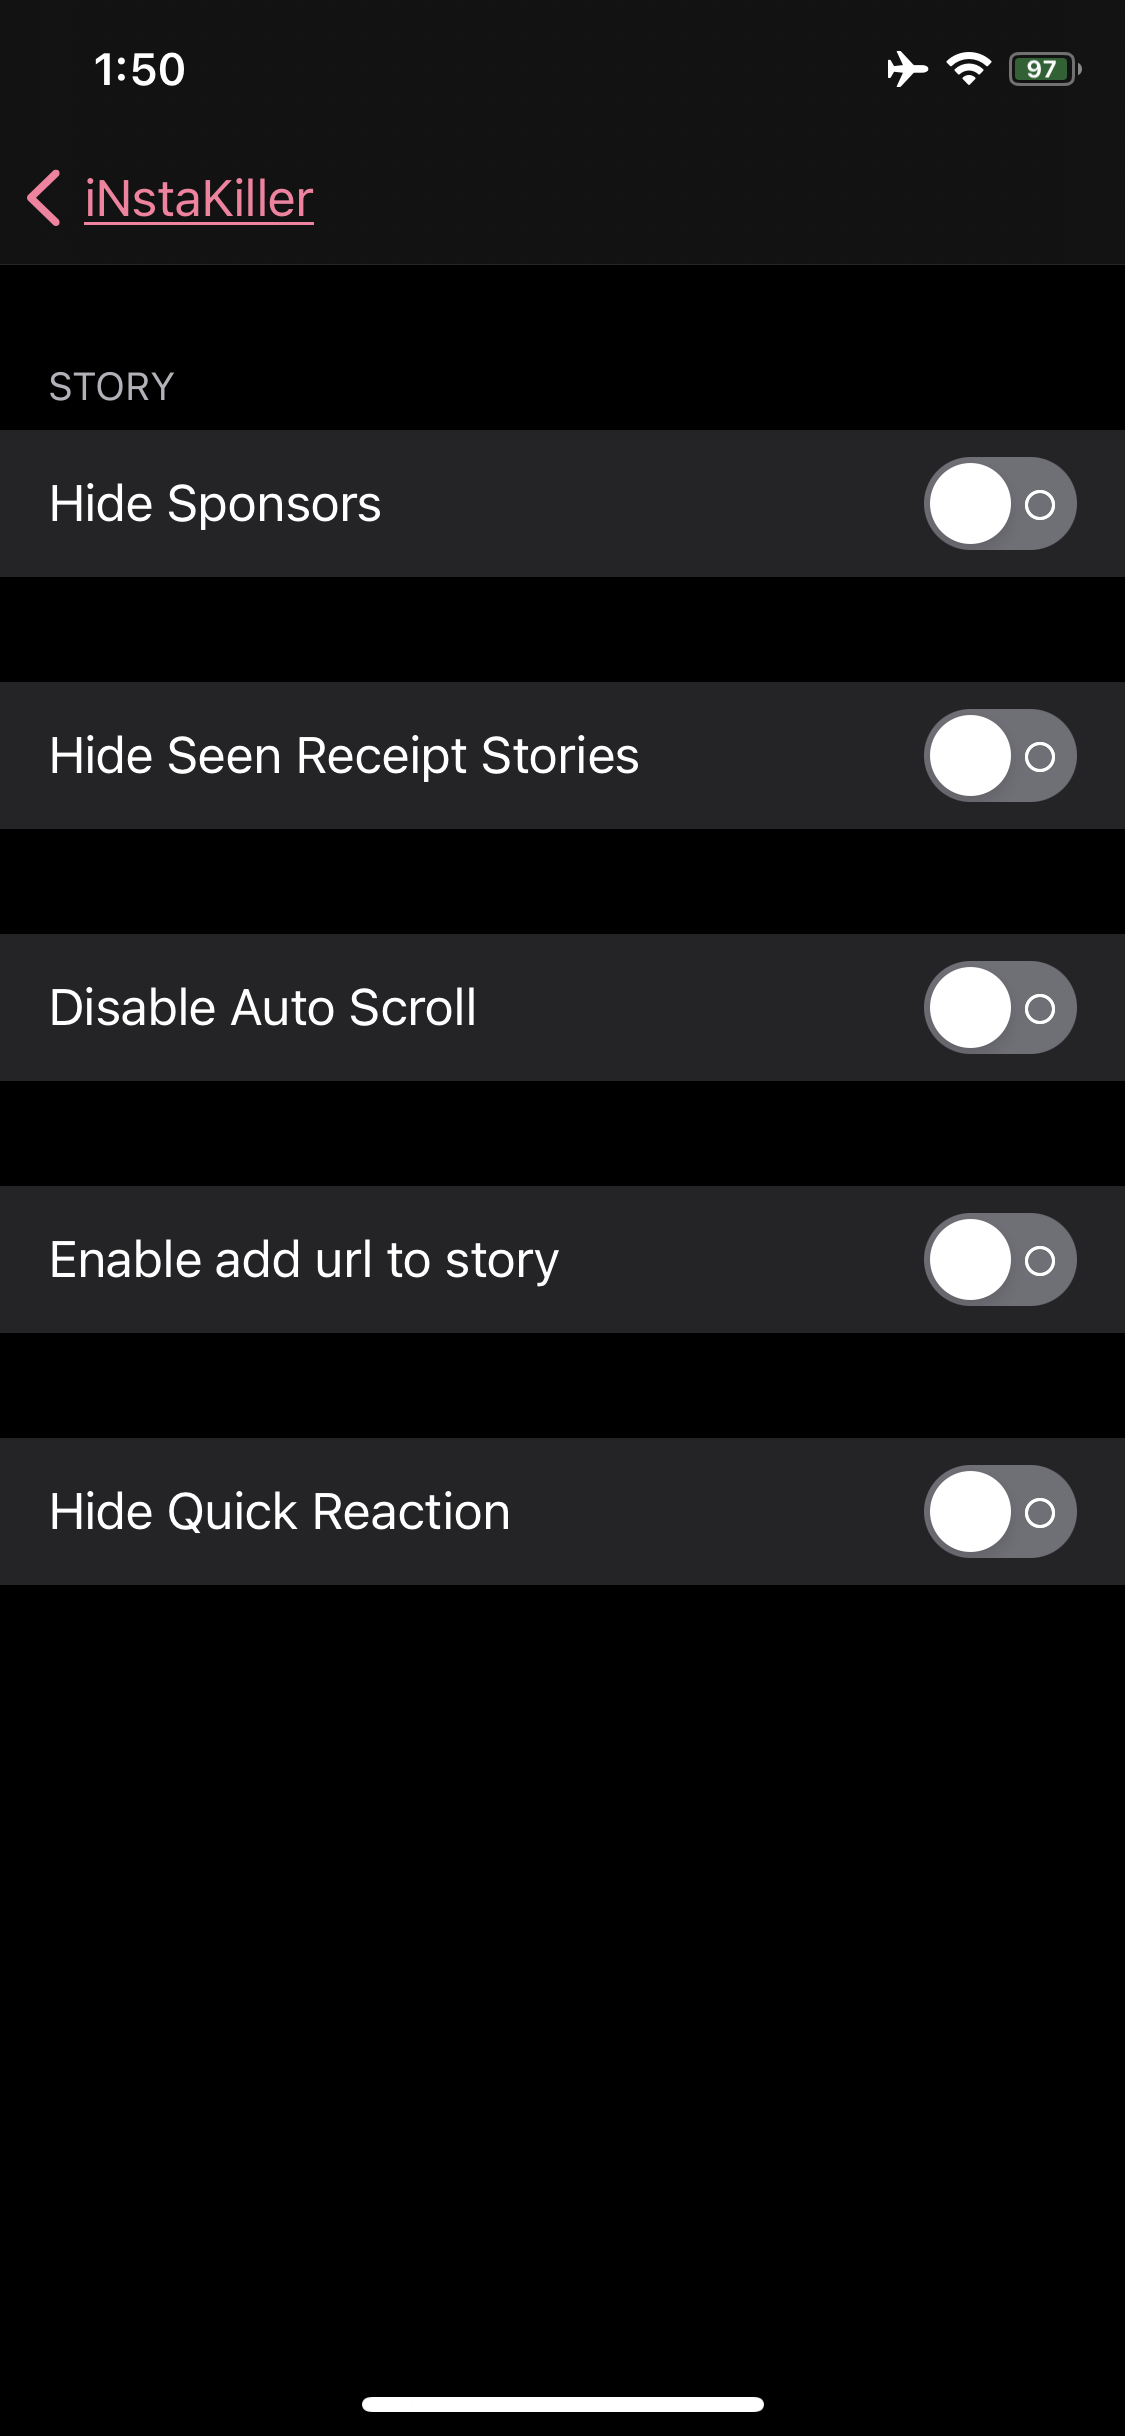 1:50
97
iNstaKiller
STORY
Hide Sponsors
Hide Seen Receipt Stories
Disable Auto Scroll
Enable add url to story
Hide Quick Reaction